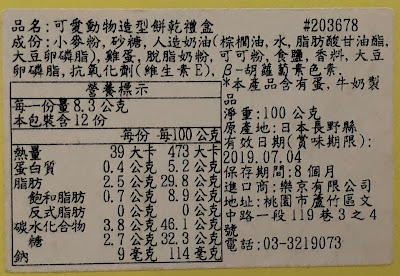 品名:可愛動物造型餅乾禮盒 #203678
成份:小麥粉,砂糖,人造奶油(棕櫚油,水,脂肪酸甘油酯,
大豆卵磷脂),雞蛋,脫脂奶粉,可可粉,食鹽,香料,大豆
卵磷脂,抗氧化劑(維生素E),β-胡蘿蔔素色素.
營養標示
每一份量8.3公克
本包裝含12份
每份 每100公克
熱量 39大卡 473大卡
蛋白質 0.4公克 5.2公克
脂肪 2.5公克 29.8公克
飽和脂肪 0.7公克 8.9公克
反式脂肪 0公克 0公克
碳水化合物 3.8公克 46.1公克
糖 2.7公克 32.3公克
鈉 9毫克 114毫克
*本產品含有蛋,牛奶製
品
淨重:100公克
原產地:日本長野縣
有效日期(賞味期限):
2019.07.04
保存期間:8個月
進口商:樂京有限公司
地址:桃園市蘆竹區文
中路一段119巷3之4
號
電話:03-3219073